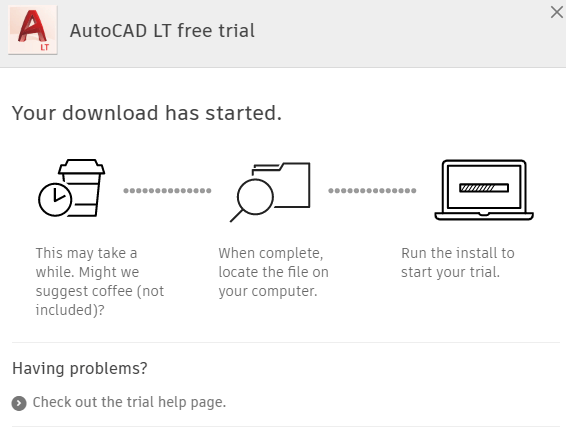 LT
AutoCAD LT free trial
Your download has started.
This may take a
while. Might we
suggest coffee (not
included)?
When complete,
locate the file on
your computer.
Run the install to
start your trial.
Having problems?
Check out the trial help page.